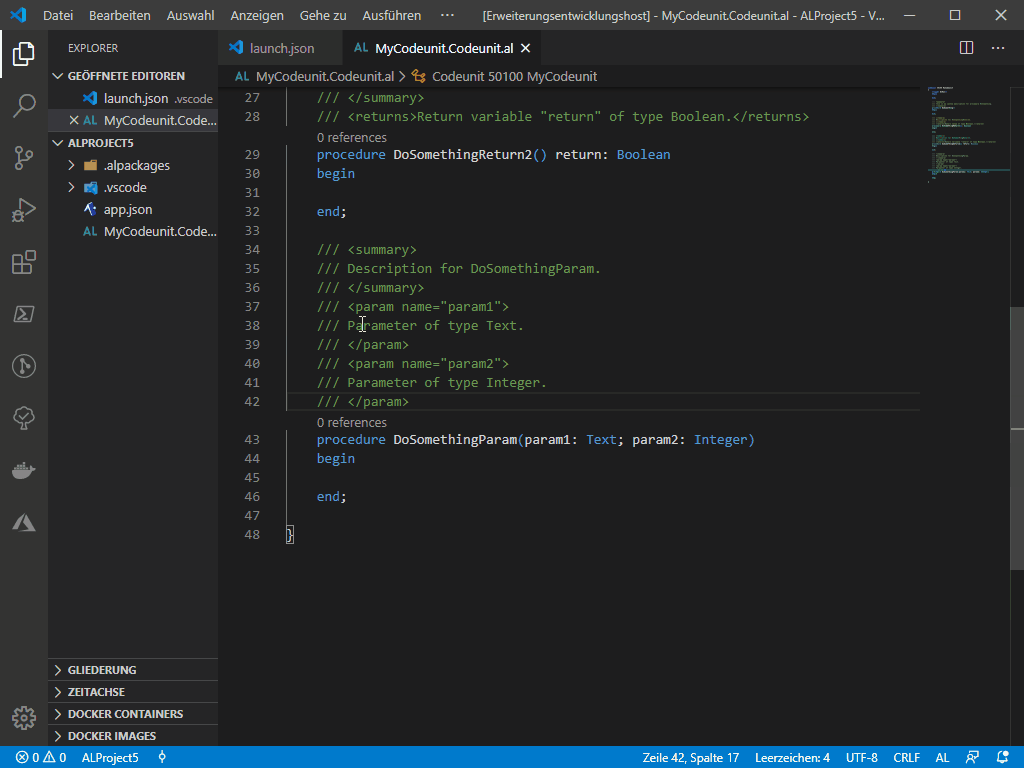 Datei Bearbeiten Auswahl Anzeigen Gehe zu Ausführen ··· [Erweiterungsentwicklungshost] - MyCodeunit.Codeunit.al - ALProject5 - V...
EXPLORER
GEÖFFNETE EDITOREN
launch.json .vscode
AL MyCodeunit.Code...
ALPROJECT5
.alpackages
.vscode
app.json
AL MyCodeunit.Code...
GLIEDERUNG
ZEITACHSE
DOCKER CONTAINERS
DOCKER IMAGES
launch.json AL MyCodeunit.Codeunit.al
AL MyCodeunit.Codeunit.al > Codeunit 50100 MyCodeunit
27 /// </summary>
28 /// <returns>Return variable "return" of type Boolean.</returns>
0 references
29 procedure DoSomethingReturn2() return: Boolean
30 begin
31
32 end;
33
34 /// <summary>
35 /// Description for DoSomethingParam.
36 /// </summary>
37 /// <param name="param1">
38 /// Parameter of type Text.
39 /// </param>
40 /// <param name="param2">
41 /// Parameter of type Integer.
42 /// </param>
0 references
43 procedure DoSomethingParam(param1: Text; param2: Integer)
44 begin
45
46 end;
47
48 }
0 0 ALProject5 Zeile 42, Spalte 17 Leerzeichen: 4 UTF-8 CRLF AL